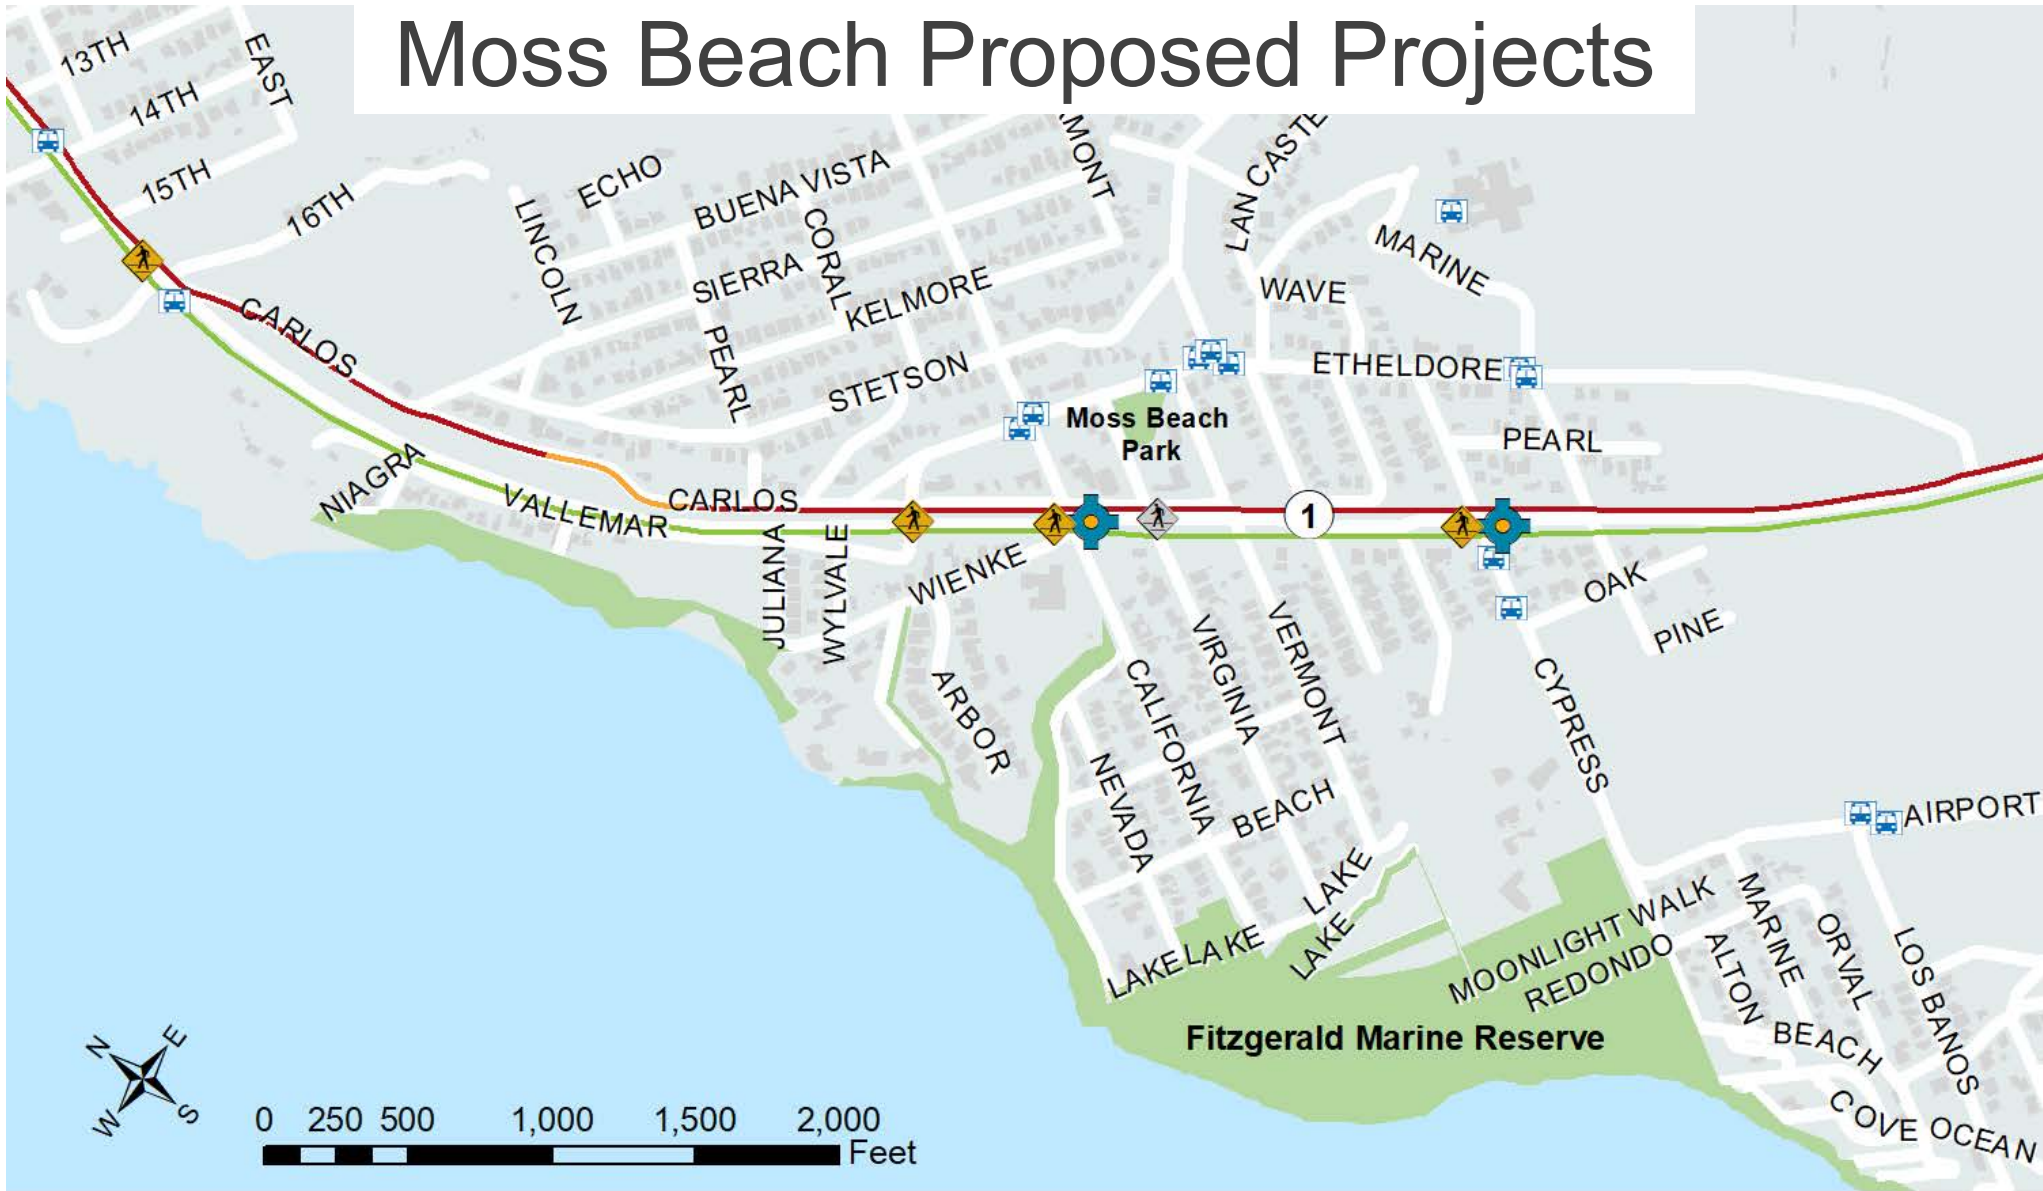 Moss Beach Proposed Projects
13TH
EAST
14TH
15TH
16TH
ECHO
LINCOLN
BUENA VISTA
CORAL
SIERRA
KELMORE
PEARL
STETSON
LANCASTE
MONT
MARINE
WAVE
ETHELDORE
PEARL
Moss Beach
Park
CARLOS
NIAGRA
VALLEMAR
CARLOS
1
JULIANA
WYLVALE
WIENKE
ARBOR
OAK
PINE
CYPRESS
VIRGINIA
VERMONT
CALIFORNIA
NEVADA
BEACH
LAKE
LAKE
LAKE
LAKE
AIRPORT
MOONLIGHT WALK
REDONDO
MARINE
ALTON
ORVAL
LOS BANOS
BEACH
COVE
OCEAN
Fitzgerald Marine Reserve
N
E
W
S
0 250 500 1,000 1,500 2,000
Feet